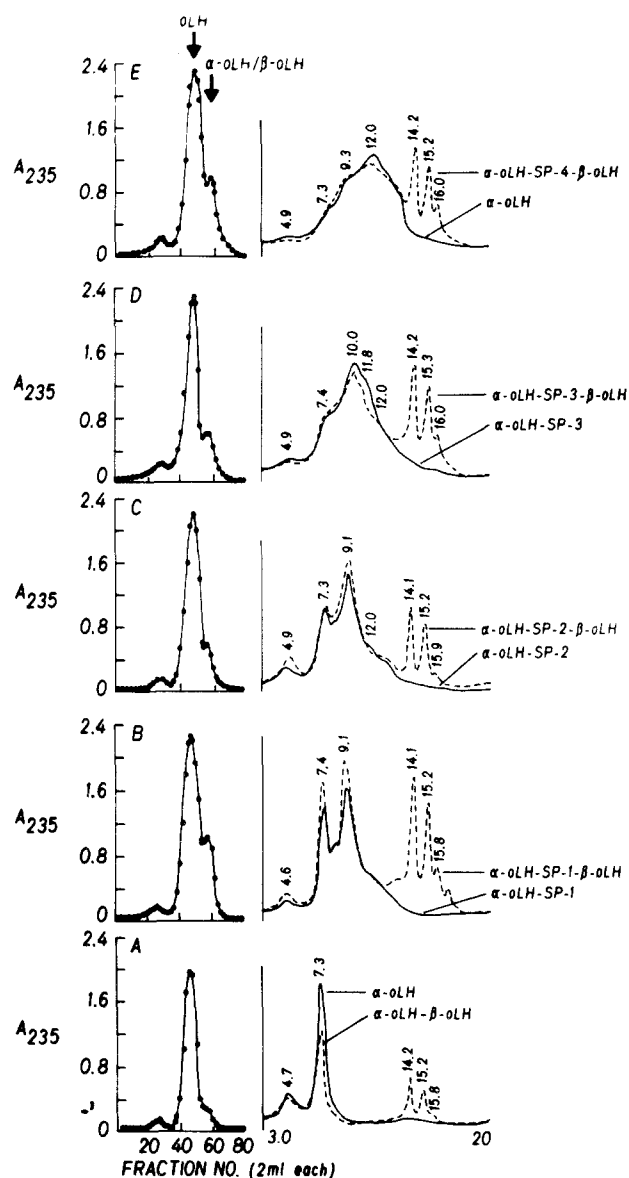 oLH
α-oLH/β-oLH
E
2.4
1.6
A235
0.8
0
4.9
7.3
9.3
12.0
14.2
15.2
16.0
α-oLH-SP-4-β-oLH
α-oLH
D
2.4
1.6
A235
0.8
0
4.9
7.4
10.0
11.8
12.0
14.2
15.3
16.0
α-oLH-SP-3-β-oLH
α-oLH-SP-3
C
2.4
1.6
A235
0.8
0
4.9
7.3
9.1
12.0
14.1
15.2
15.9
α-oLH-SP-2-β-oLH
α-oLH-SP-2
B
2.4
1.6
A235
0.8
0
4.6
7.4
9.1
14.1
15.2
15.8
α-oLH-SP-1-β-oLH
α-oLH-SP-1
A
2.4
1.6
A235
0.8
4.7
7.3
α-oLH
α-oLH-β-oLH
14.2
15.2
15.8
20 40 60 80
3.0 20
FRACTION NO. (2ml each)